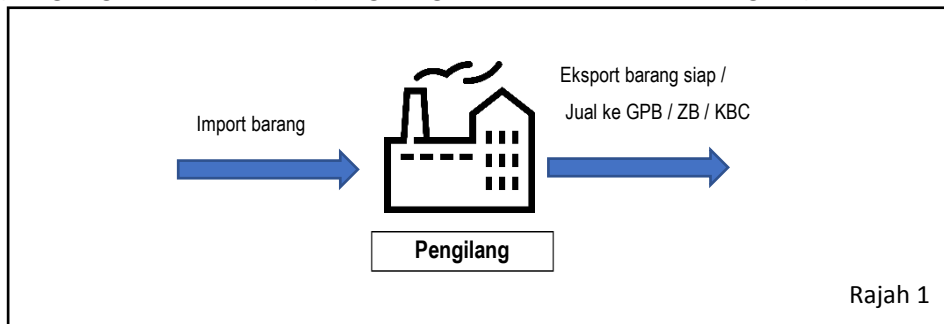 Import barang
Eksport barang siap /
Jual ke GPB / ZB / KBC
Pengilang
Rajah 1